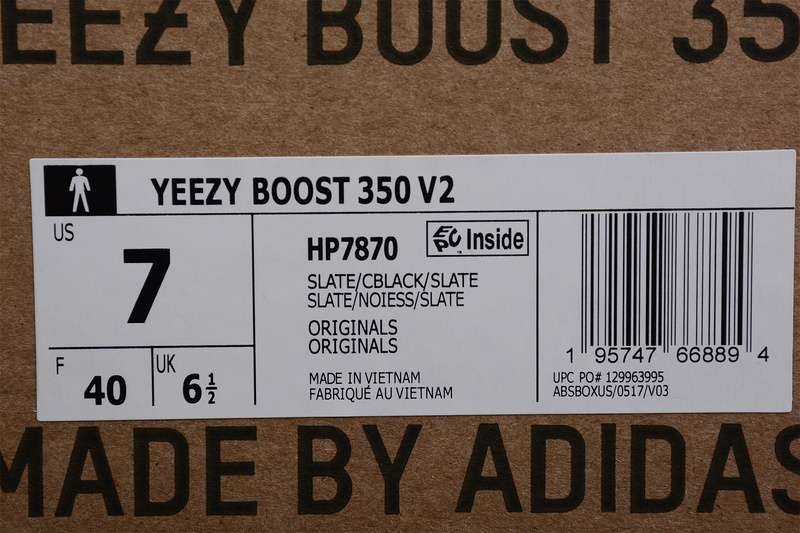 EEZY BOOST 35
YEEZY BOOST 350 V2
US
7
F
40
UK
6 1/2
HP7870
EPC Inside
SLATE/CBLACK/SLATE
SLATE/NOIESS/SLATE
ORIGINALS
ORIGINALS
MADE IN VIETNAM
FABRIQUÉ AU VIETNAM
1 95747 66889 4
UPC PO# 129963995
ABSBOXUS/0517/V03
MADE BY ADIDAS